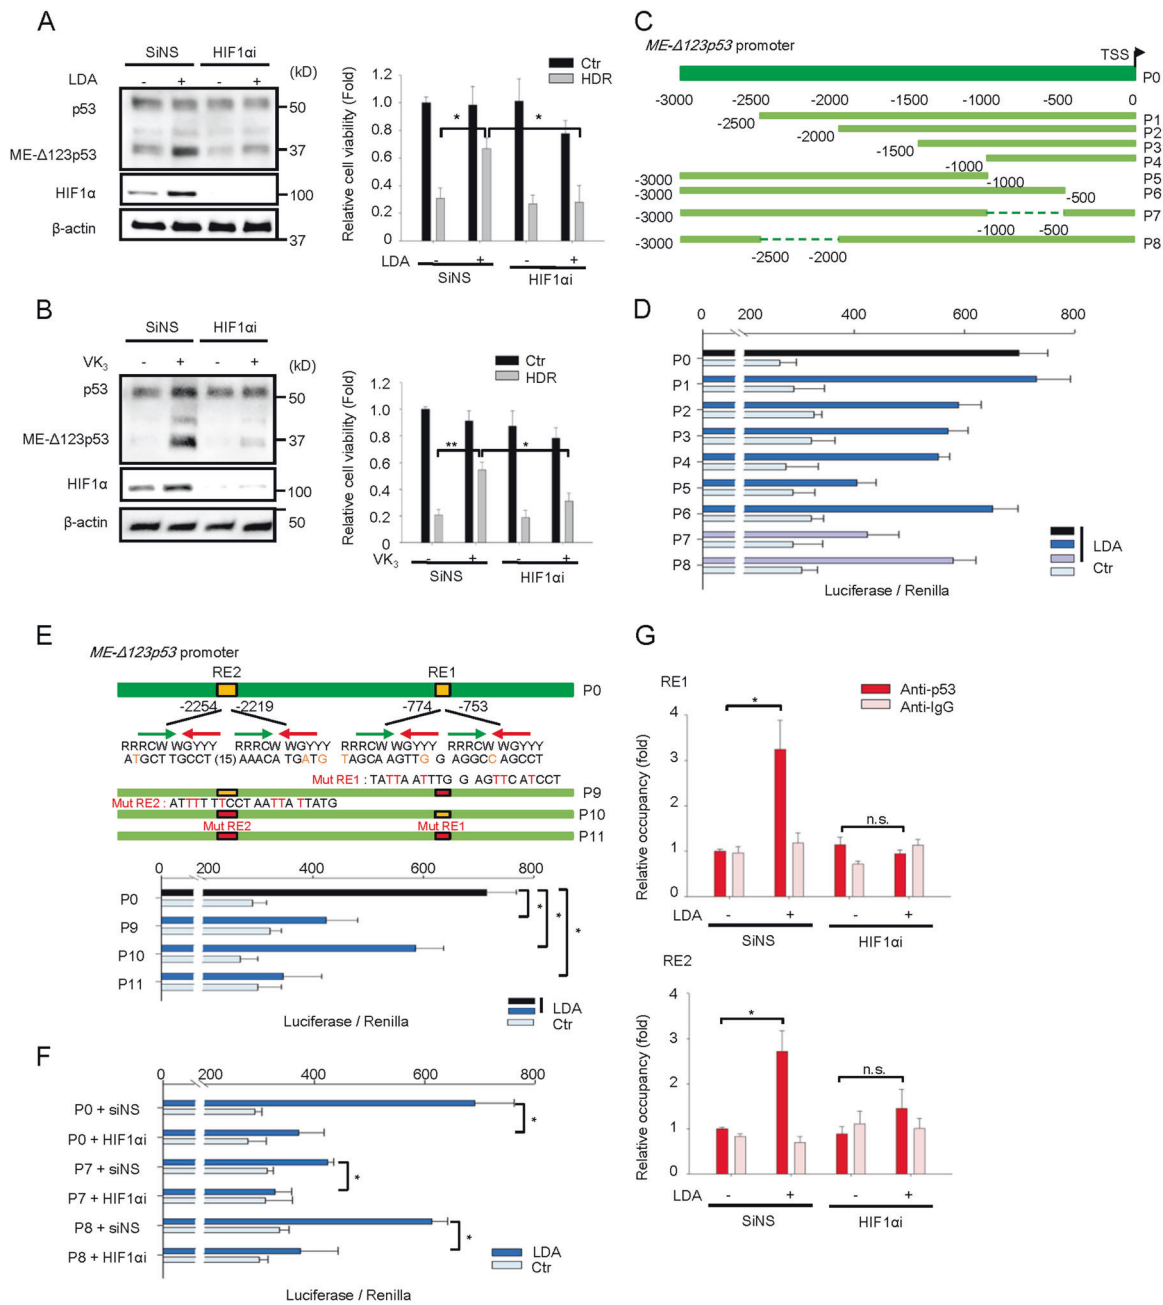 A
SiNS HIF1αi
LDA - + - + (kD)
p53 50
ME-Δ123p53 37
HIF1α 100
β-actin
37
Ctr
HDR
Relative cell viability (Fold)
1.2
1.0
0.8
0.6
0.4
0.2
0
* *
LDA - + - +
SiNS HIF1αi
B
SiNS HIF1αi
VK3 - + - + (kD)
p53 50
ME-Δ123p53 37
HIF1α 100
β-actin 50
Ctr
HDR
Relative cell viability (Fold)
1.2
1.0
0.8
0.6
0.4
0.2
0
** *
VK3 - + - +
SiNS HIF1αi
C
ME-Δ123p53 promoter
TSS
P0
-3000 -2500 -2000 -1500 -1000 -500 0
-2500 P1
-2000 P2
-1500 P3
-1000 P4
-3000 -1000 P5
-3000 -500 P6
-3000 -1000 -500 P7
-3000 -2500 -2000 P8
D
0 200 400 600 800
P0
P1
P2
P3
P4
P5
P6
P7
P8
LDA
Ctr
Luciferase / Renilla
E
ME-Δ123p53 promoter
RE2 RE1
P0
-2254 -2219 -774 -753
RRRCW WGYYY RRRCW WGYYY RRRCW WGYYY RRRCW WGYYY
ATGCT TGCCT (15) AAACA TGATG TAGCA AGTTG G AGGCC AGCCT
Mut RE1 : TATTA ATTTG G AGTTC ATCCT
P9
Mut RE2 : ATTTT TTCCT AATTA TTATG
P10
Mut RE2 Mut RE1
P11
0 200 400 600 800
P0
P9
P10
P11
* * *
LDA
Ctr
Luciferase / Renilla
F
0 200 400 600 800
P0 + siNS
P0 + HIF1αi
P7 + siNS
P7 + HIF1αi
P8 + siNS
P8 + HIF1αi
*
*
*
LDA
Ctr
Luciferase / Renilla
G
RE1
Anti-p53
Anti-IgG
Relative occupancy (fold)
4
3
2
1
0
*
n.s.
LDA - + - +
SiNS HIF1αi
RE2
Relative occupancy (fold)
4
3
2
1
0
*
n.s.
LDA - + - +
SiNS HIF1αi